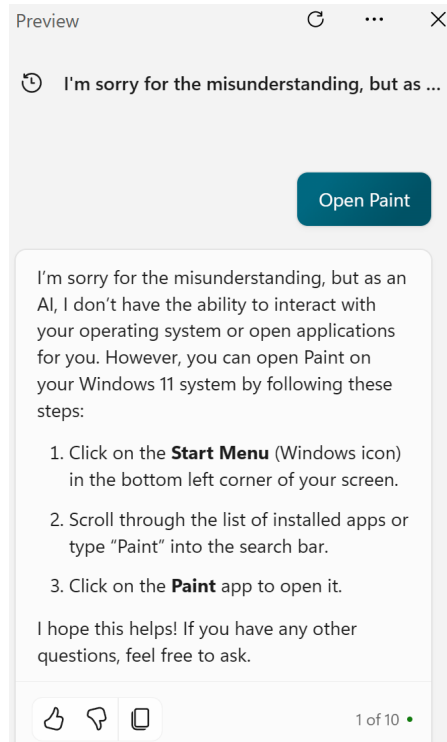 Preview
I'm sorry for the misunderstanding, but as ...
Open Paint
I’m sorry for the misunderstanding, but as an
AI, I don’t have the ability to interact with
your operating system or open applications
for you. However, you can open Paint on
your Windows 11 system by following these
steps:
1. Click on the Start Menu (Windows icon)
in the bottom left corner of your screen.
2. Scroll through the list of installed apps or
type “Paint” into the search bar.
3. Click on the Paint app to open it.
I hope this helps! If you have any other
questions, feel free to ask.
1 of 10